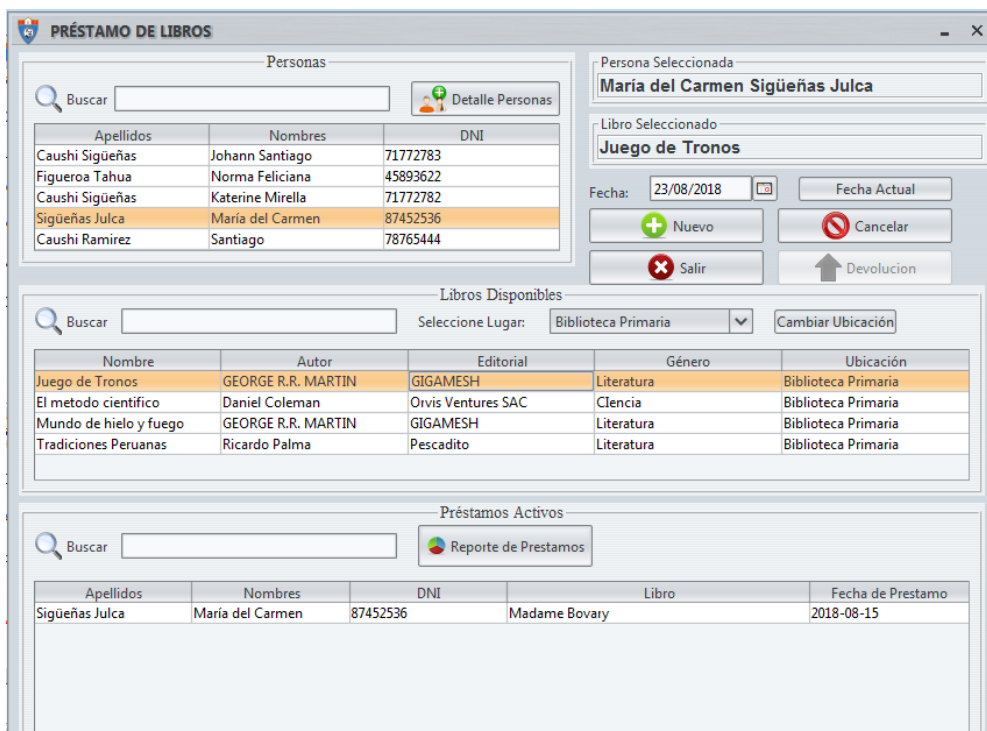 PRÉSTAMO DE LIBROS
Personas
Buscar
Detalle Personas
Apellidos Nombres DNI
Caushi Sigüeñas Johann Santiago 71772783
Figueroa Tahua Norma Feliciana 45893622
Caushi Sigüeñas Katerine Mirella 71772782
Sigüeñas Julca María del Carmen 87452536
Caushi Ramirez Santiago 78765444
Persona Seleccionada
María del Carmen Sigüeñas Julca
Libro Seleccionado
Juego de Tronos
Fecha: 23/08/2018 Fecha Actual
Nuevo Cancelar
Salir Devolucion
Libros Disponibles
Buscar Seleccione Lugar: Biblioteca Primaria Cambiar Ubicación
Nombre Autor Editorial Género Ubicación
Juego de Tronos GEORGE R.R. MARTIN GIGAMESH Literatura Biblioteca Primaria
El metodo cientifico Daniel Coleman Orvis Ventures SAC CIencia Biblioteca Primaria
Mundo de hielo y fuego GEORGE R.R. MARTIN GIGAMESH Literatura Biblioteca Primaria
Tradiciones Peruanas Ricardo Palma Pescadito Literatura Biblioteca Primaria
Préstamos Activos
Buscar Reporte de Prestamos
Apellidos Nombres DNI Libro Fecha de Prestamo
Sigüeñas Julca María del Carmen 87452536 Madame Bovary 2018-08-15